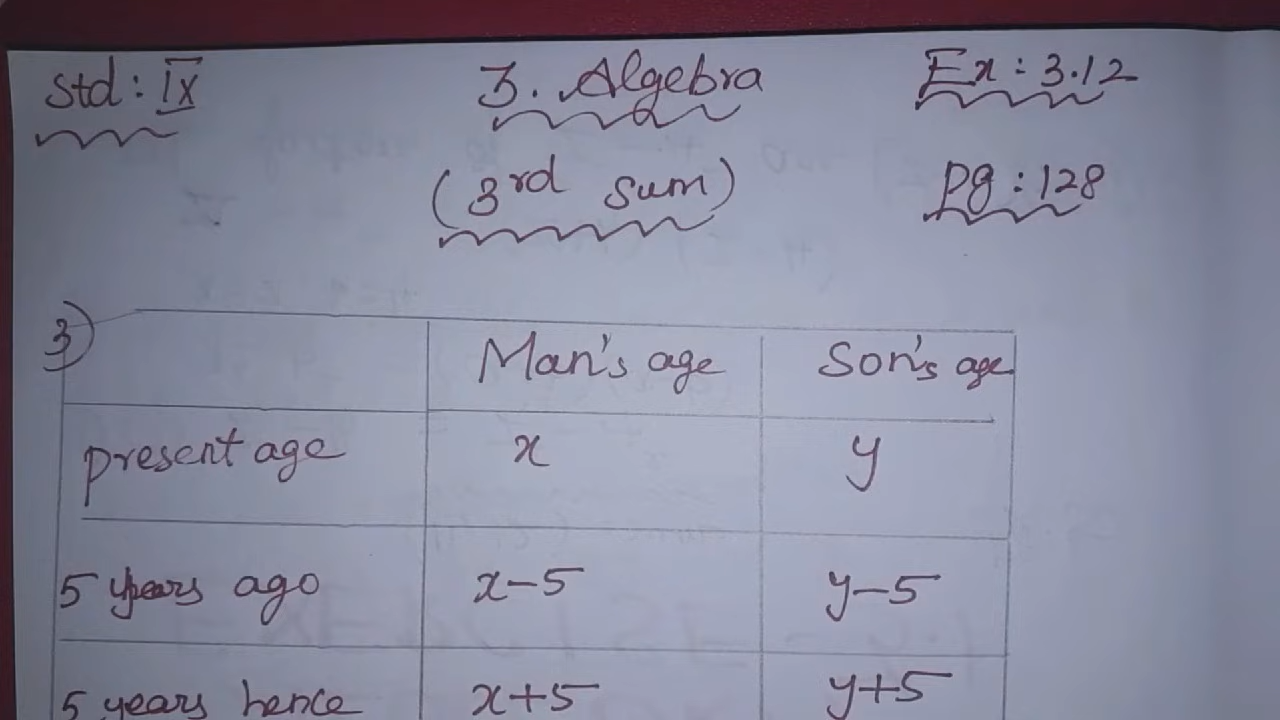 Std : IX 3. Algebra Ex : 3.12
(3rd sum) Pg : 128
3) Man's age Son's age
present age x y
5 years ago x-5 y-5
5 years hence x+5 y+5